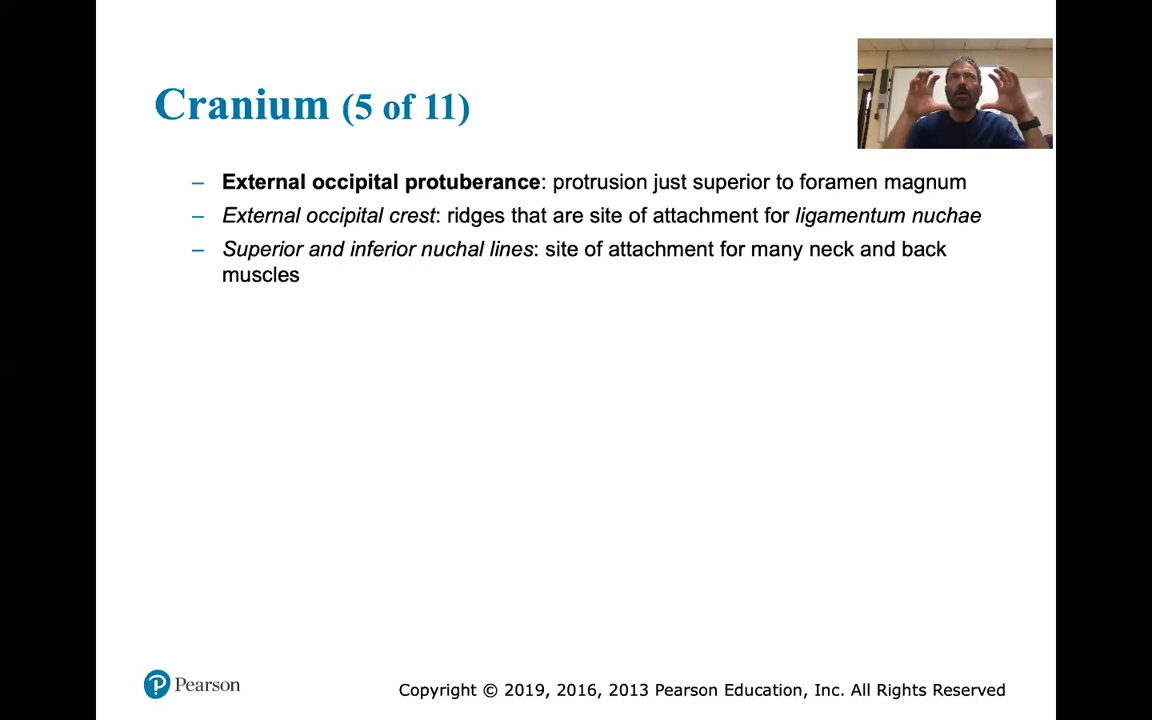 Cranium (5 of 11)
– External occipital protuberance: protrusion just superior to foramen magnum
– External occipital crest: ridges that are site of attachment for ligamentum nuchae
– Superior and inferior nuchal lines: site of attachment for many neck and back
muscles
P Pearson
Copyright © 2019, 2016, 2013 Pearson Education, Inc. All Rights Reserved